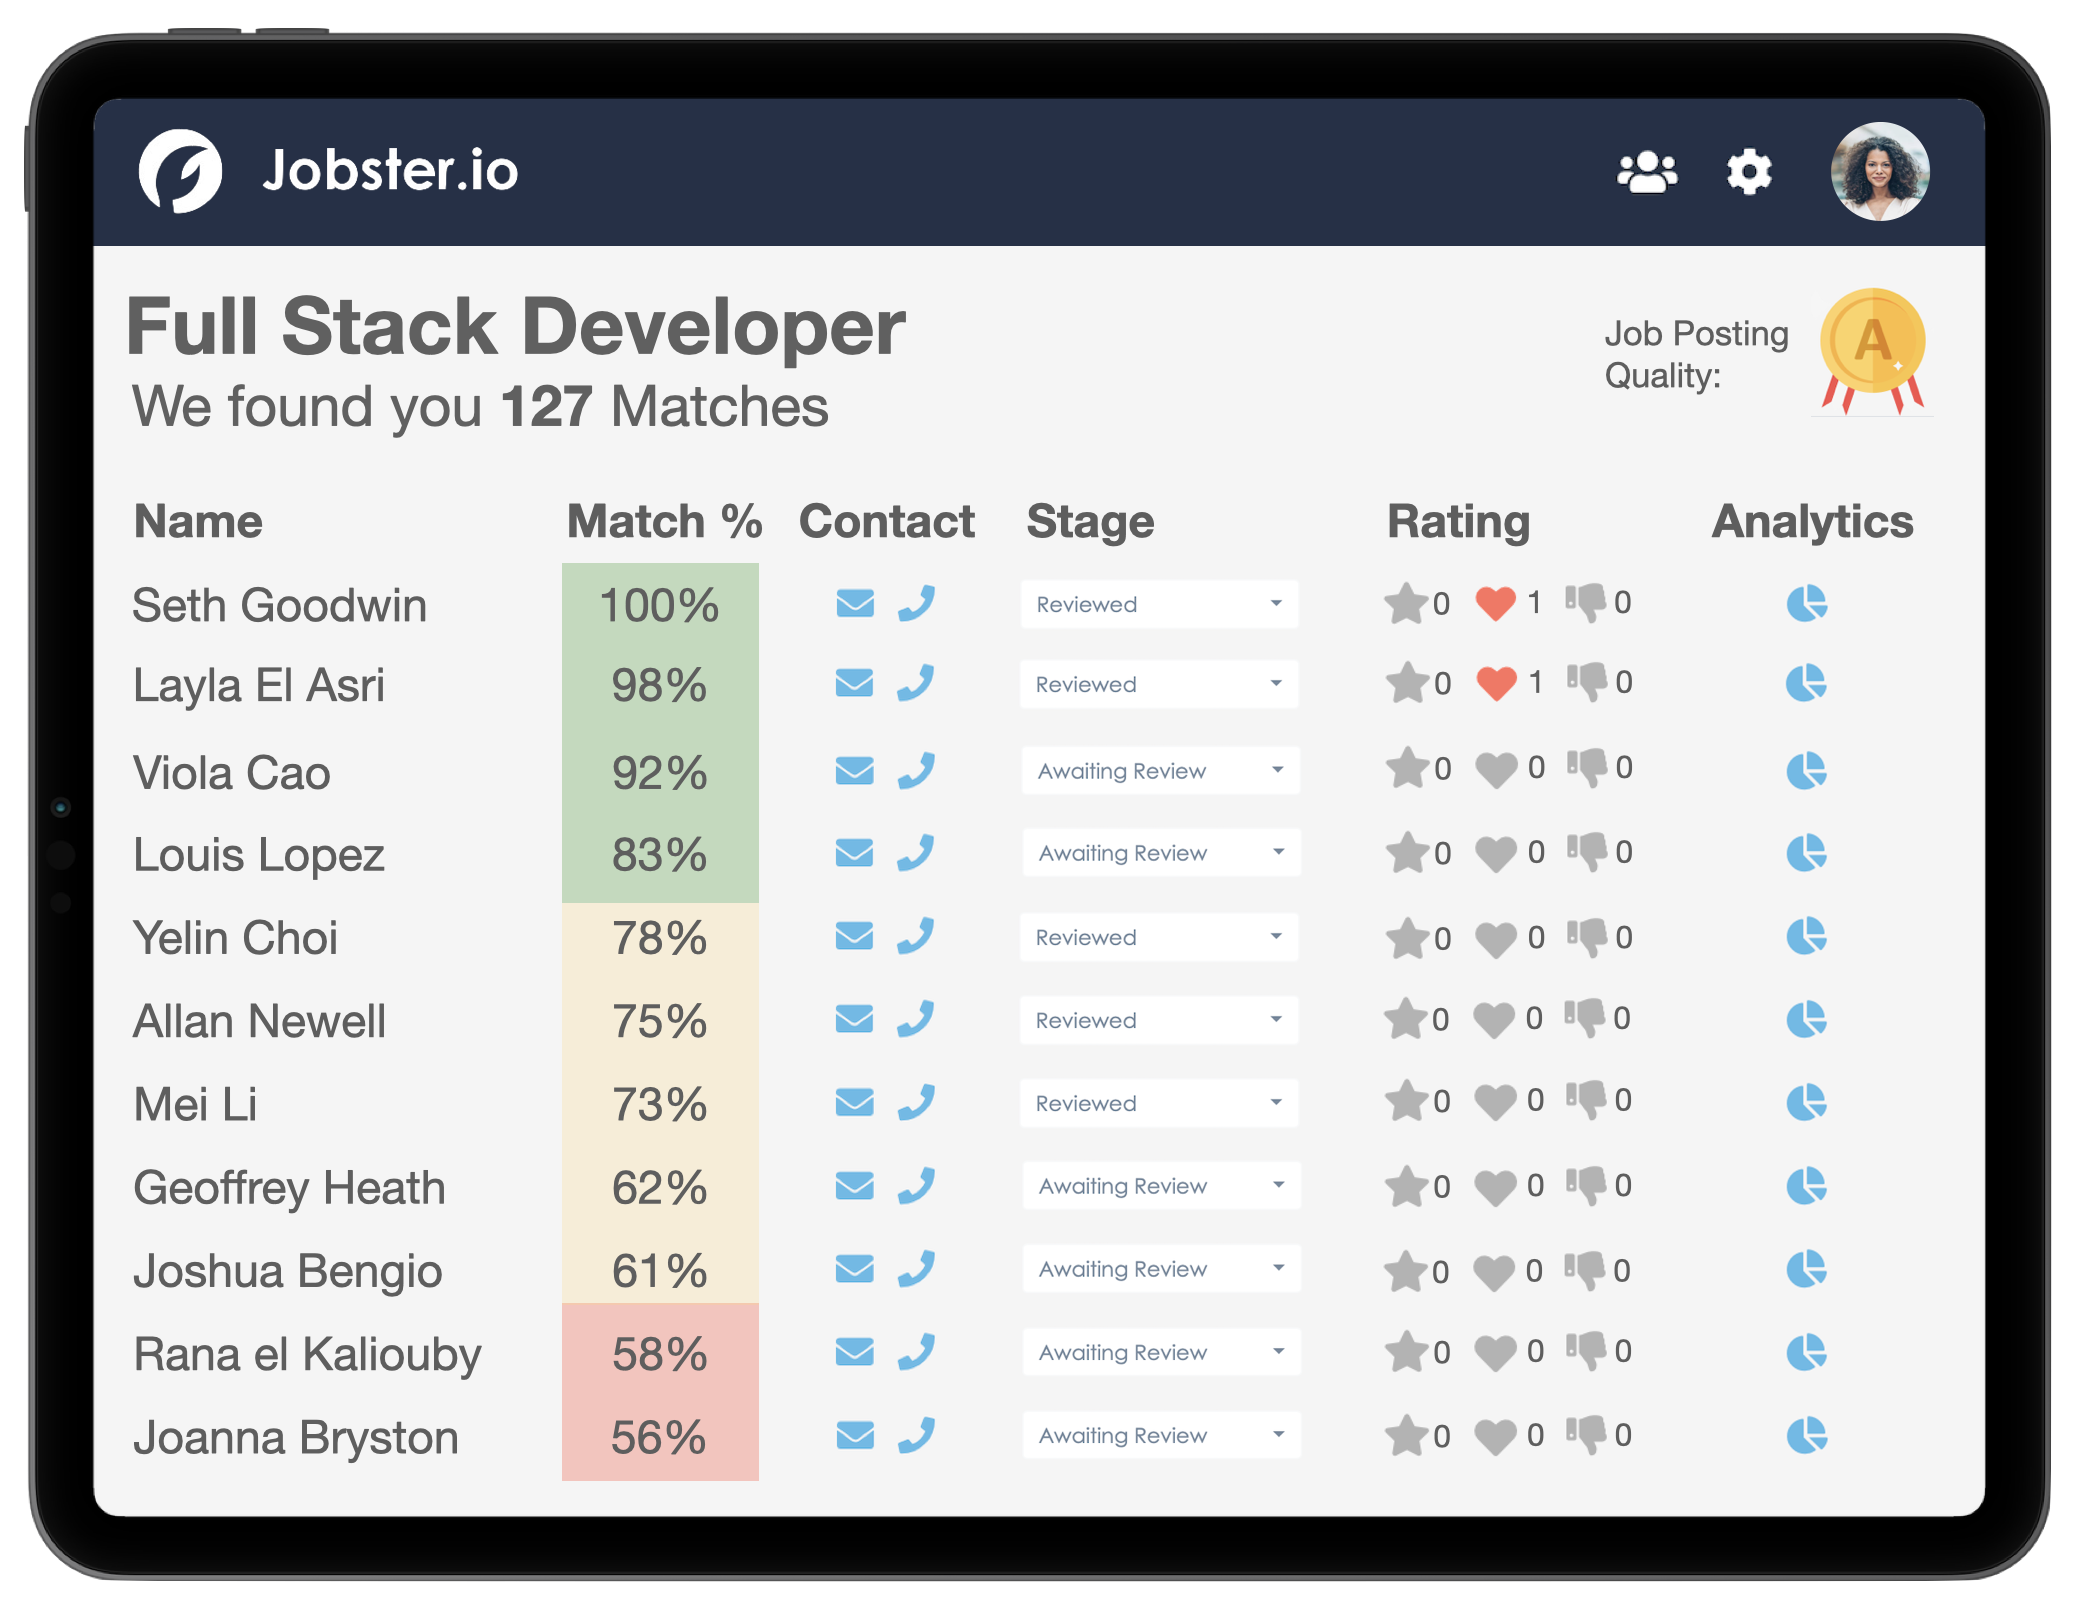 Jobster.io
Full Stack Developer
We found you 127 Matches
Job Posting
Quality:
A
Name Match % Contact Stage Rating Analytics
Seth Goodwin 100% Reviewed 0 1 0
Layla El Asri 98% Reviewed 0 1 0
Viola Cao 92% Awaiting Review 0 0 0
Louis Lopez 83% Awaiting Review 0 0 0
Yelin Choi 78% Reviewed 0 0 0
Allan Newell 75% Reviewed 0 0 0
Mei Li 73% Reviewed 0 0 0
Geoffrey Heath 62% Awaiting Review 0 0 0
Joshua Bengio 61% Awaiting Review 0 0 0
Rana el Kaliouby 58% Awaiting Review 0 0 0
Joanna Bryston 56% Awaiting Review 0 0 0